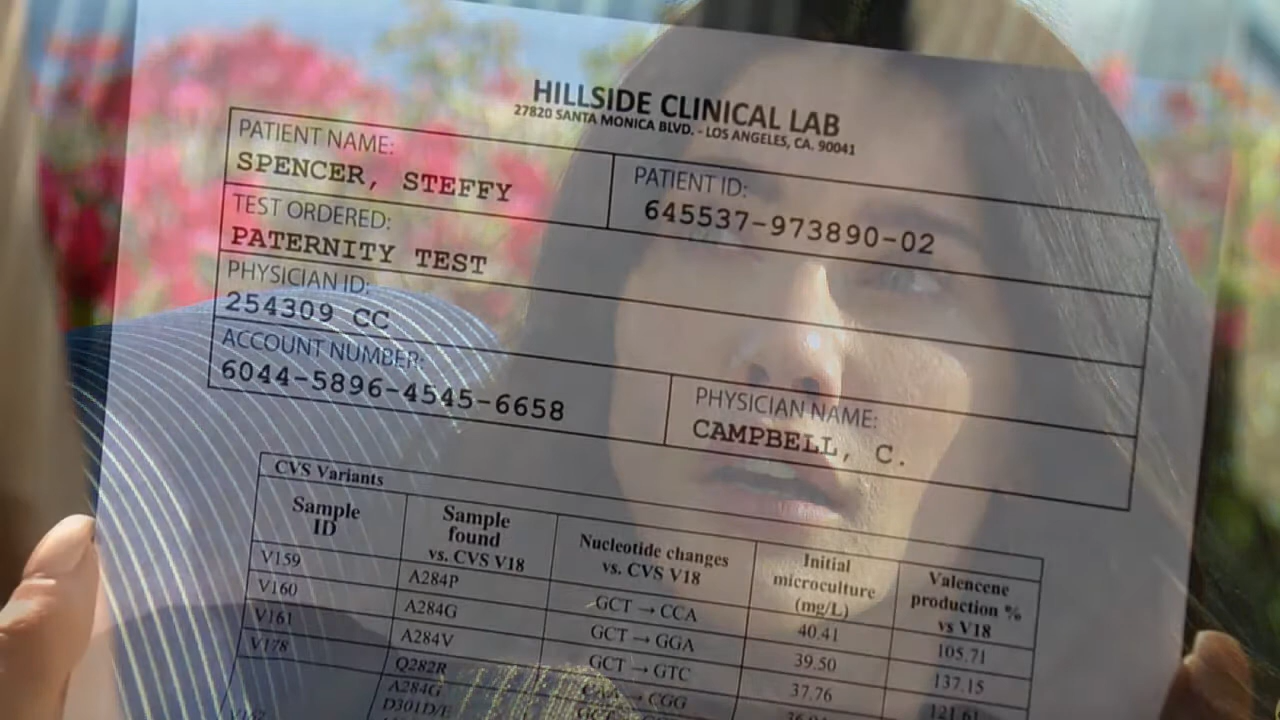 HILLSIDE CLINICAL LAB
27820 SANTA MONICA BLVD. - LOS ANGELES, CA. 90041
PATIENT NAME:
SPENCER, STEFFY
PATIENT ID:
645537-973890-02
TEST ORDERED:
PATERNITY TEST
PHYSICIAN ID:
254309 CC
ACCOUNT NUMBER:
6044-5896-4545-6658
PHYSICIAN NAME:
CAMPBELL, C.
CVS Variants
Sample ID
Sample found vs. CVS V18
Nucleotide changes vs. CVS V18
Initial microculture (mg/L)
Valencene production % vs V18
V159 A284P GCT → CCA 40.41 105.71
V160 A284G GCT → GGA 39.50 137.15
V161 A284V GCT → GTC 37.76 121.61
V178 Q282R → CGG
A284G
D301D/E